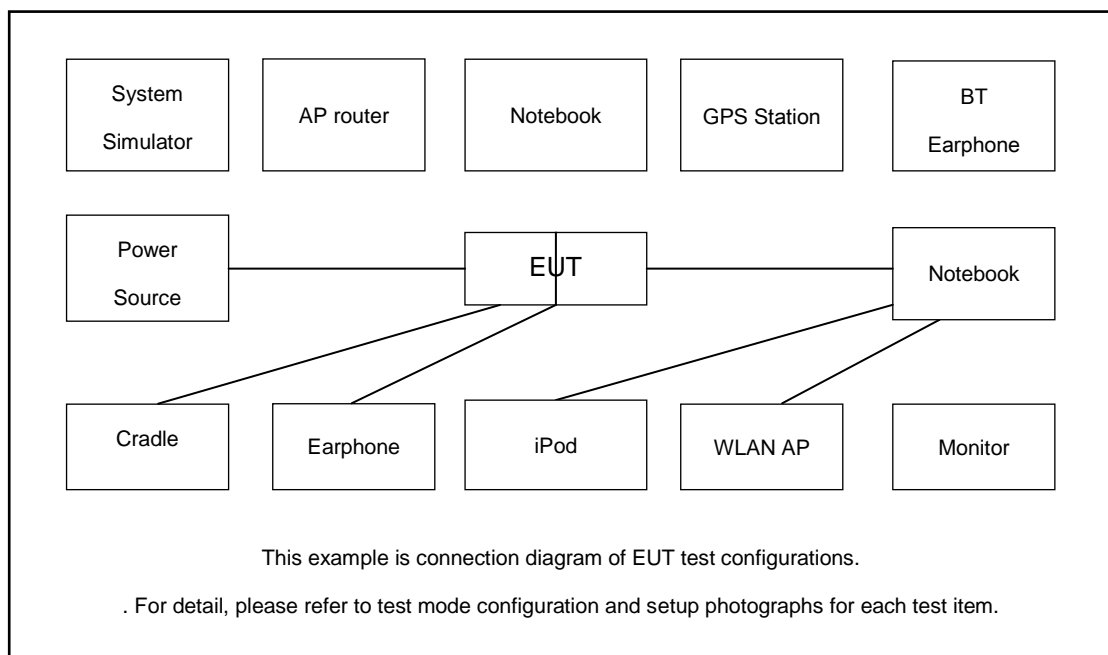 System
Simulator
AP router
Notebook
GPS Station
BT
Earphone
Power
Source
EUT
Notebook
Cradle
Earphone
iPod
WLAN AP
Monitor
This example is connection diagram of EUT test configurations.
. For detail, please refer to test mode configuration and setup photographs for each test item.